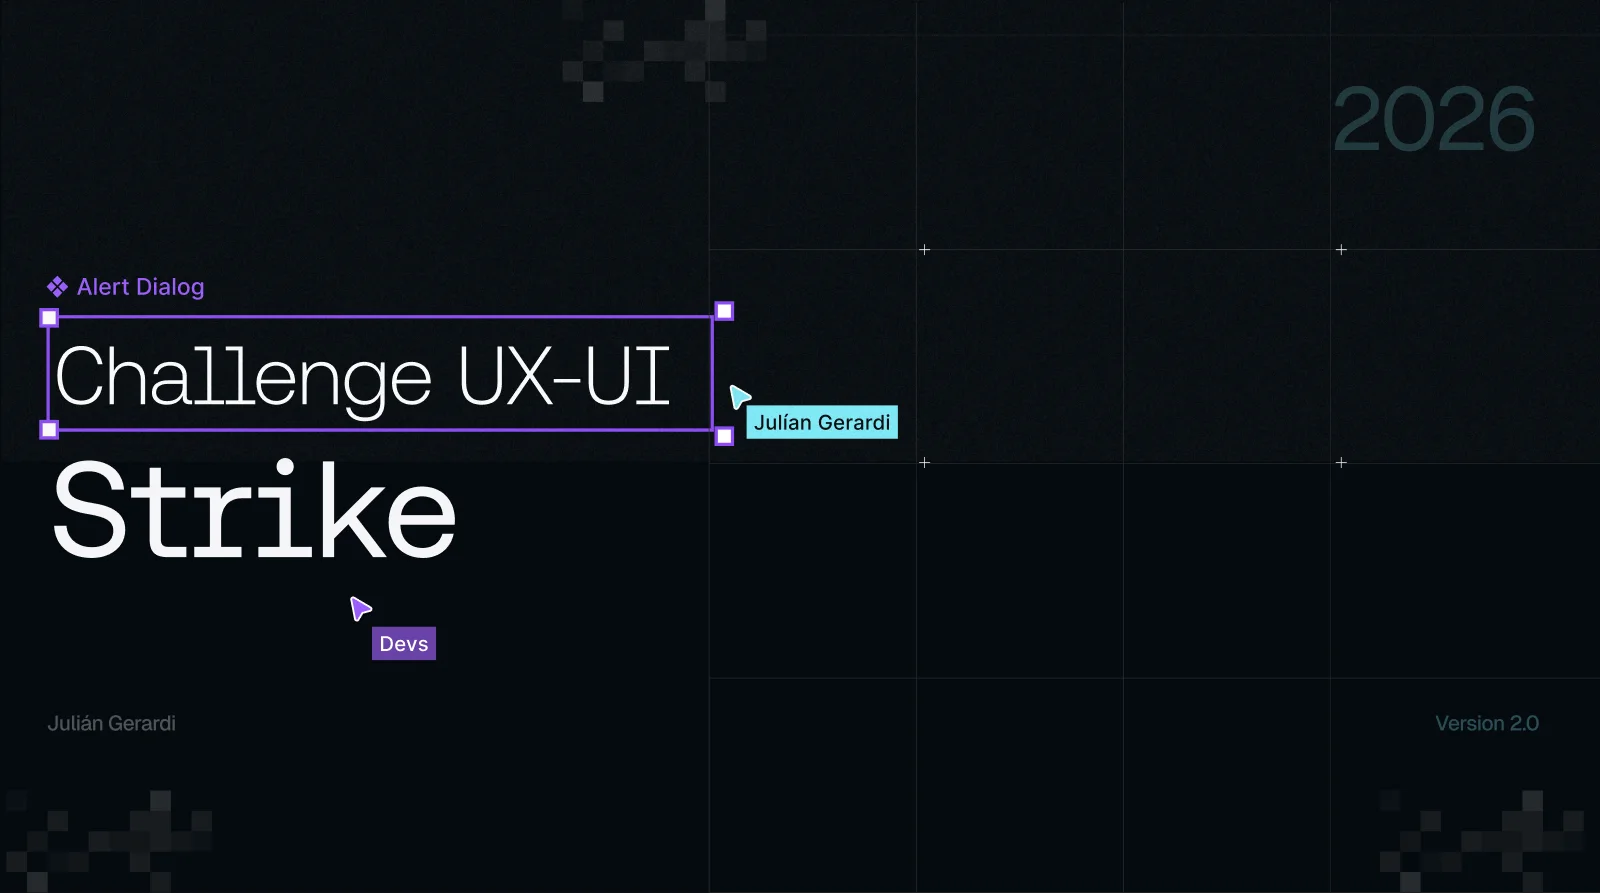 2026
Alert Dialog
Challenge UX-UI
Julían Gerardi
Strike
Devs
Julián Gerardi
Version 2.0